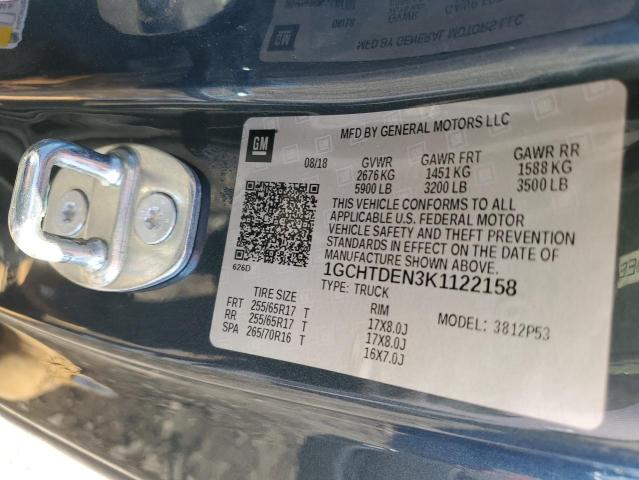 GM
MFD BY GENERAL MOTORS LLC
08/18 GVWR GAWR FRT GAWR RR
2676 KG 1451 KG 1588 KG
5900 LB 3200 LB 3500 LB
THIS VEHICLE CONFORMS TO ALL
APPLICABLE U.S. FEDERAL MOTOR
VEHICLE SAFETY AND THEFT PREVENTION
STANDARDS IN EFFECT ON THE DATE OF
MANUFACTURE SHOWN ABOVE.
626D
1GCHTDEN3K1122158
TYPE: TRUCK
TIRE SIZE RIM MODEL: 3812P53
FRT 255/65R17 T 17X8.0J
RR 255/65R17 T 17X8.0J
SPA 265/70R16 T 16X7.0J